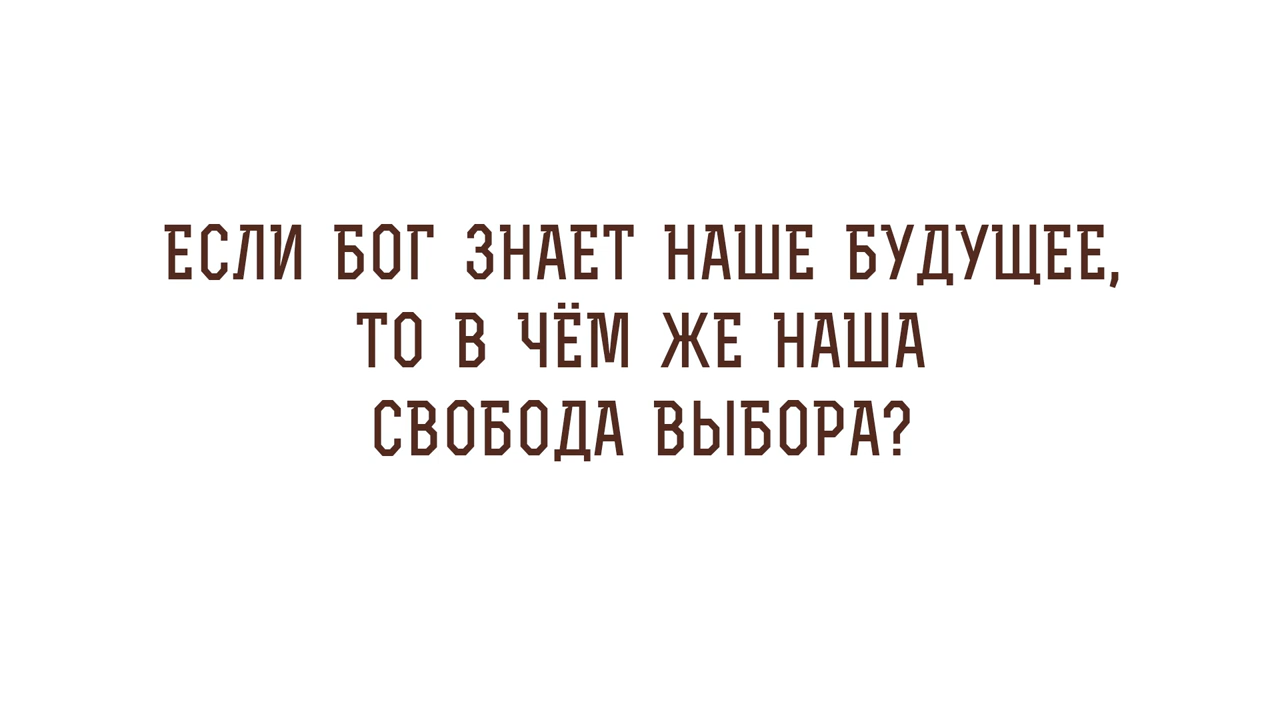 ЕСЛИ БОГ ЗНАЕТ НАШЕ БУДУЩЕЕ,
ТО В ЧЁМ ЖЕ НАША
СВОБОДА ВЫБОРА?